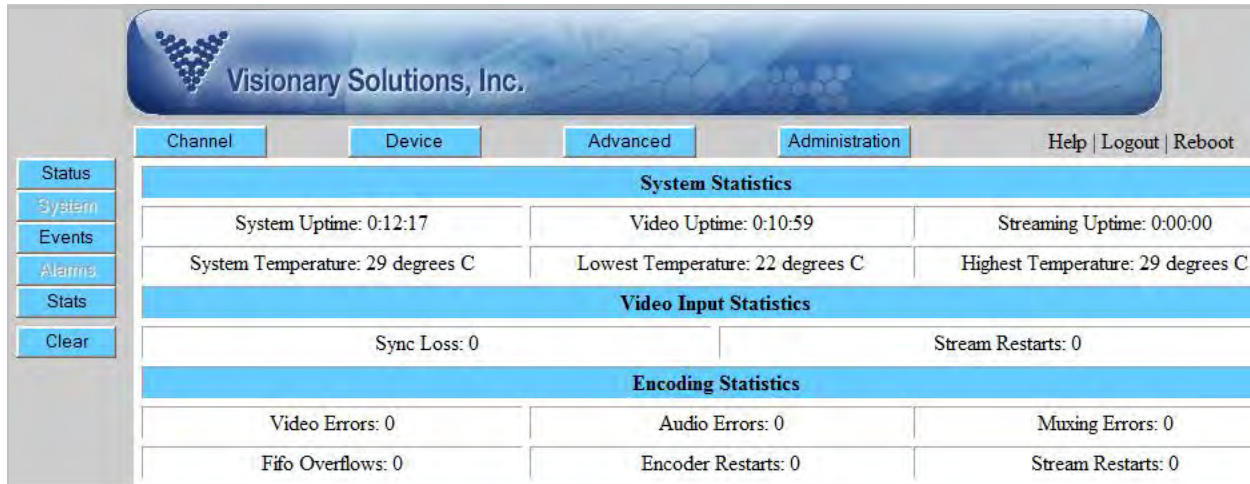 Visionary Solutions, Inc.
Channel Device Advanced Administration Help | Logout | Reboot
Status
System
Events
Alarms
Stats
Clear
System Statistics
System Uptime: 0:12:17 Video Uptime: 0:10:59 Streaming Uptime: 0:00:00
System Temperature: 29 degrees C Lowest Temperature: 22 degrees C Highest Temperature: 29 degrees C
Video Input Statistics
Sync Loss: 0 Stream Restarts: 0
Encoding Statistics
Video Errors: 0 Audio Errors: 0 Muxing Errors: 0
Fifo Overflows: 0 Encoder Restarts: 0 Stream Restarts: 0